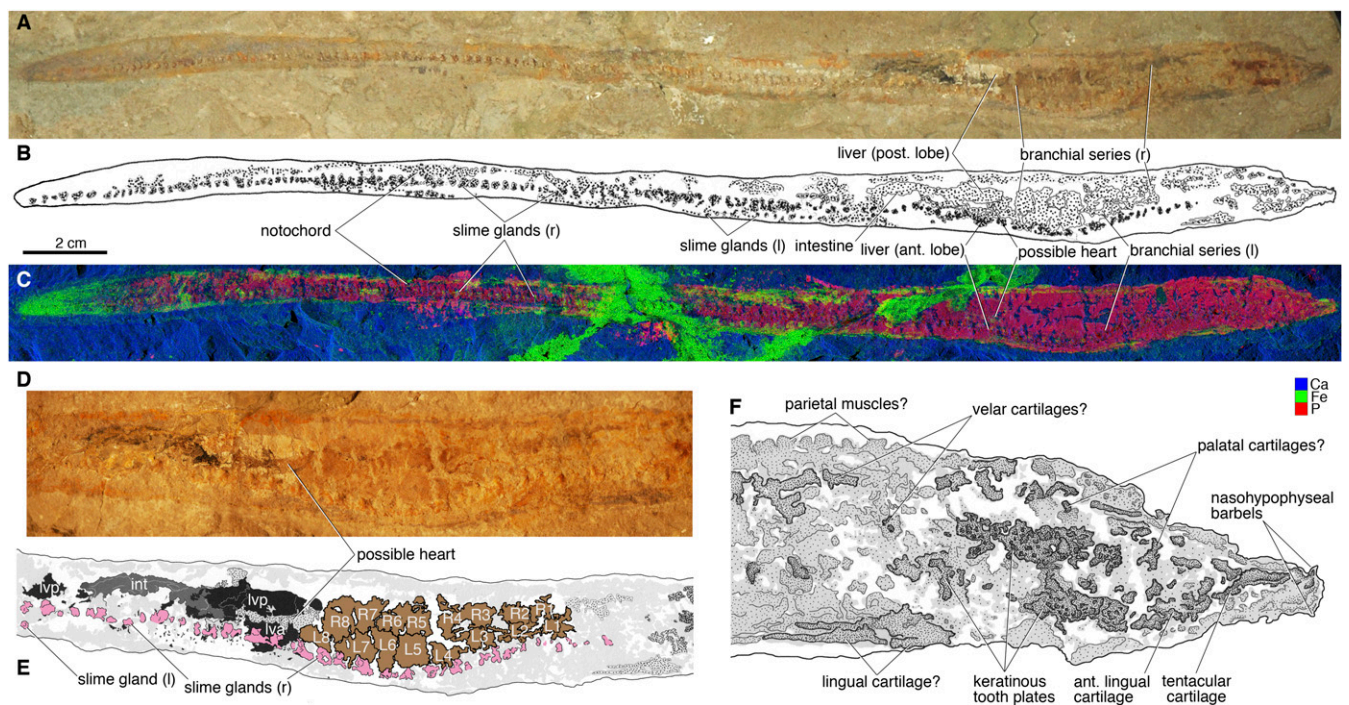 A
liver (post. lobe)
branchial series (r)
B
2 cm
notochord
slime glands (r)
slime glands (l)
intestine
liver (ant. lobe)
possible heart
branchial series (l)
C
Ca
Fe
P
D
possible heart
E
lvp
int
lvp
lva
R8
R7
R6
R5
R4
R3
R2
R1
L8
L7
L6
L5
L4
L3
L2
L1
slime gland (l)
slime glands (r)
F
parietal muscles?
velar cartilages?
palatal cartilages?
nasohypophyseal
barbels
lingual cartilage?
keratinous
tooth plates
ant. lingual
cartilage
tentacular
cartilage